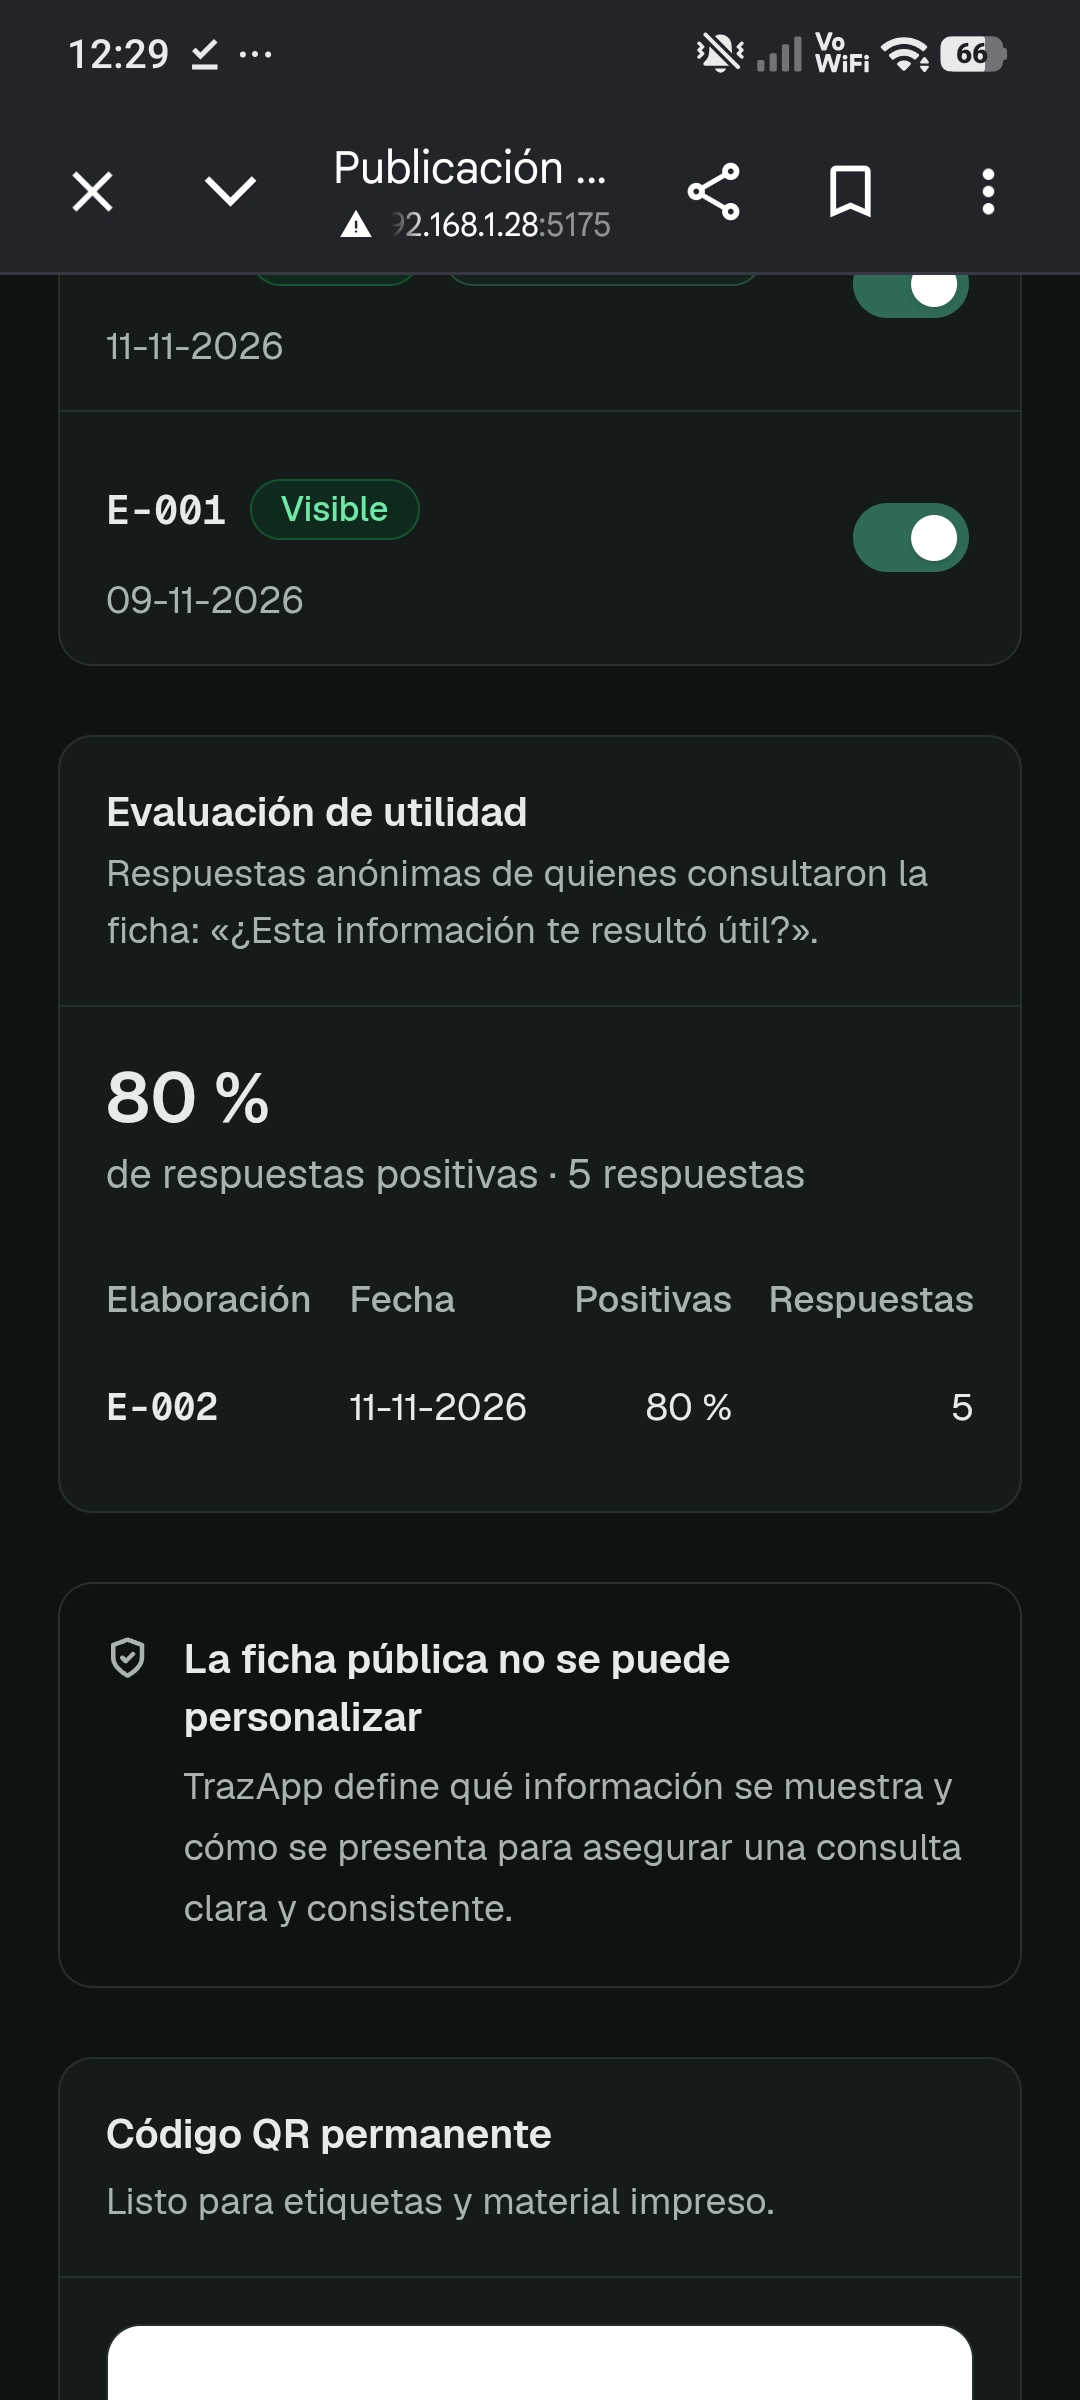 12:29
Vo
WiFi
66
Publicación ...
92.168.1.28:5175
11-11-2026
E-001 Visible
09-11-2026
Evaluación de utilidad
Respuestas anónimas de quienes consultaron la
ficha: «¿Esta información te resultó útil?».
80 %
de respuestas positivas · 5 respuestas
Elaboración Fecha Positivas Respuestas
E-002 11-11-2026 80 % 5
La ficha pública no se puede
personalizar
TrazApp define qué información se muestra y
cómo se presenta para asegurar una consulta
clara y consistente.
Código QR permanente
Listo para etiquetas y material impreso.